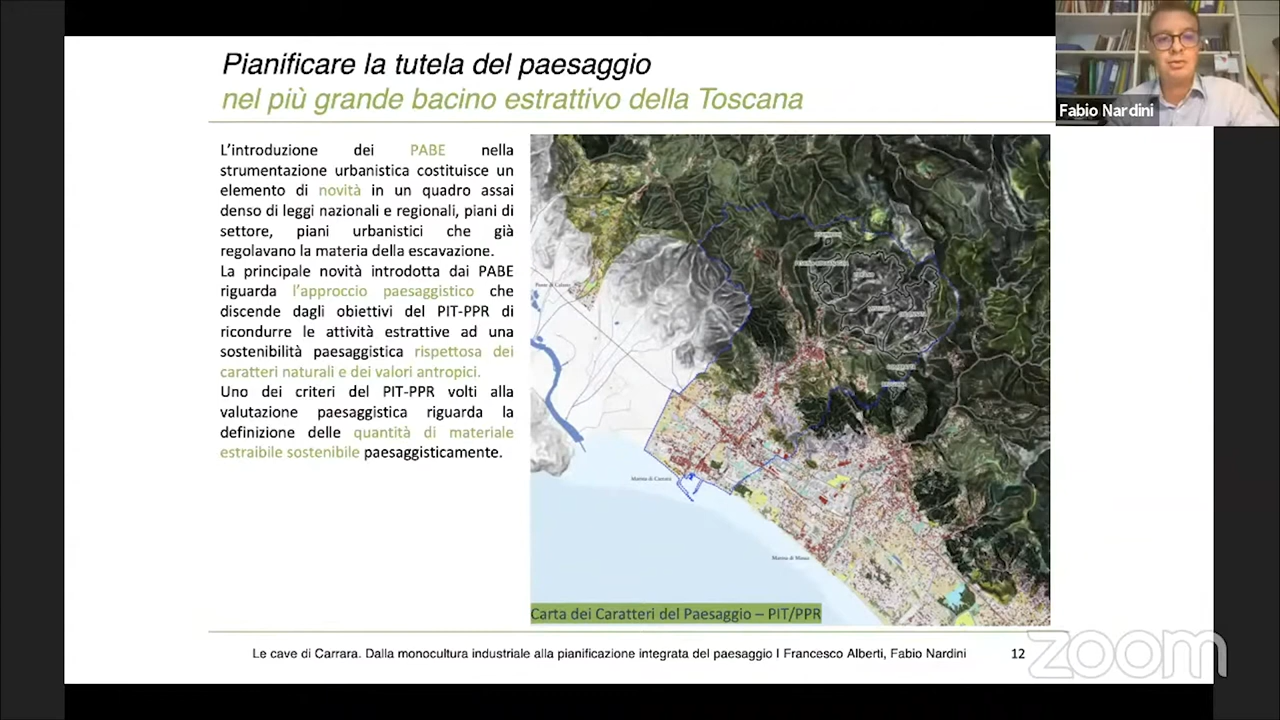 Pianificare la tutela del paesaggio
nel più grande bacino estrattivo della Toscana
Fabio Nardini
L'introduzione dei PABE nella
strumentazione urbanistica costituisce un
elemento di novità in un quadro assai
denso di leggi nazionali e regionali, piani di
settore, piani urbanistici che già
regolavano la materia della escavazione.
La principale novità introdotta dai PABE
riguarda l'approccio paesaggistico che
discende dagli obiettivi del PIT-PPR di
ricondurre le attività estrattive ad una
sostenibilità paesaggistica rispettosa dei
caratteri naturali e dei valori antropici.
Uno dei criteri del PIT-PPR volti alla
valutazione paesaggistica riguarda la
definizione delle quantità di materiale
estraibile sostenibile paesaggisticamente.
Marina di Carrara
Marina di Massa
Carta dei Caratteri del Paesaggio – PIT/PPR
Le cave di Carrara. Dalla monocultura industriale alla pianificazione integrata del paesaggio I Francesco Alberti, Fabio Nardini
12
zoom